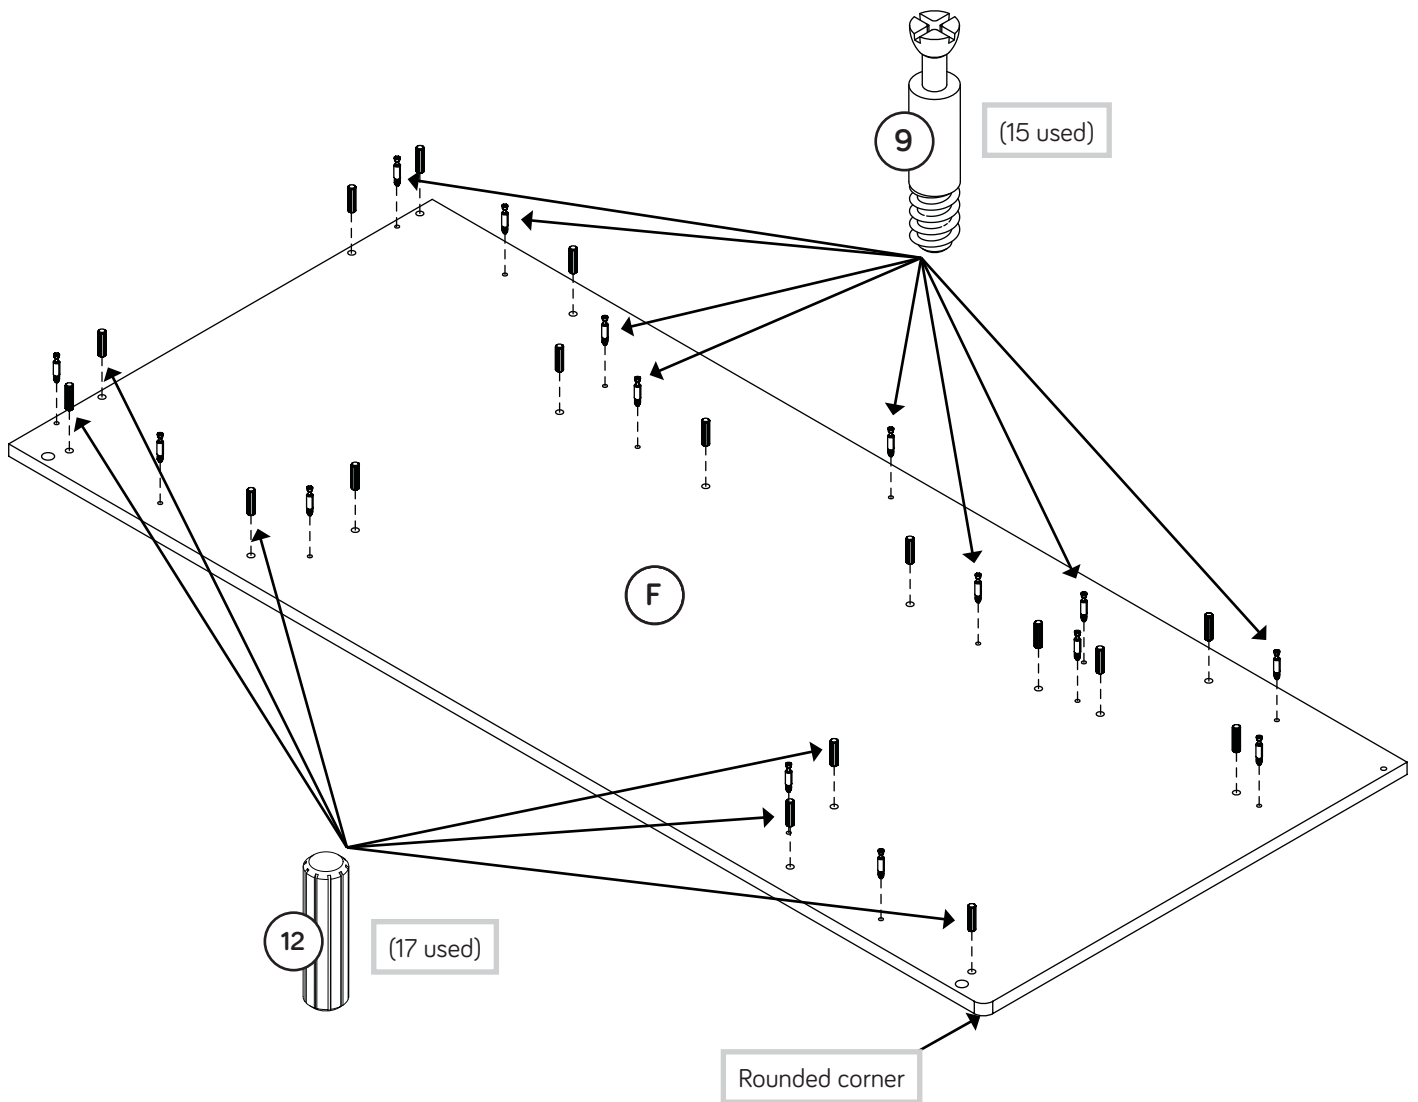 9
(15 used)
F
12
(17 used)
Rounded corner